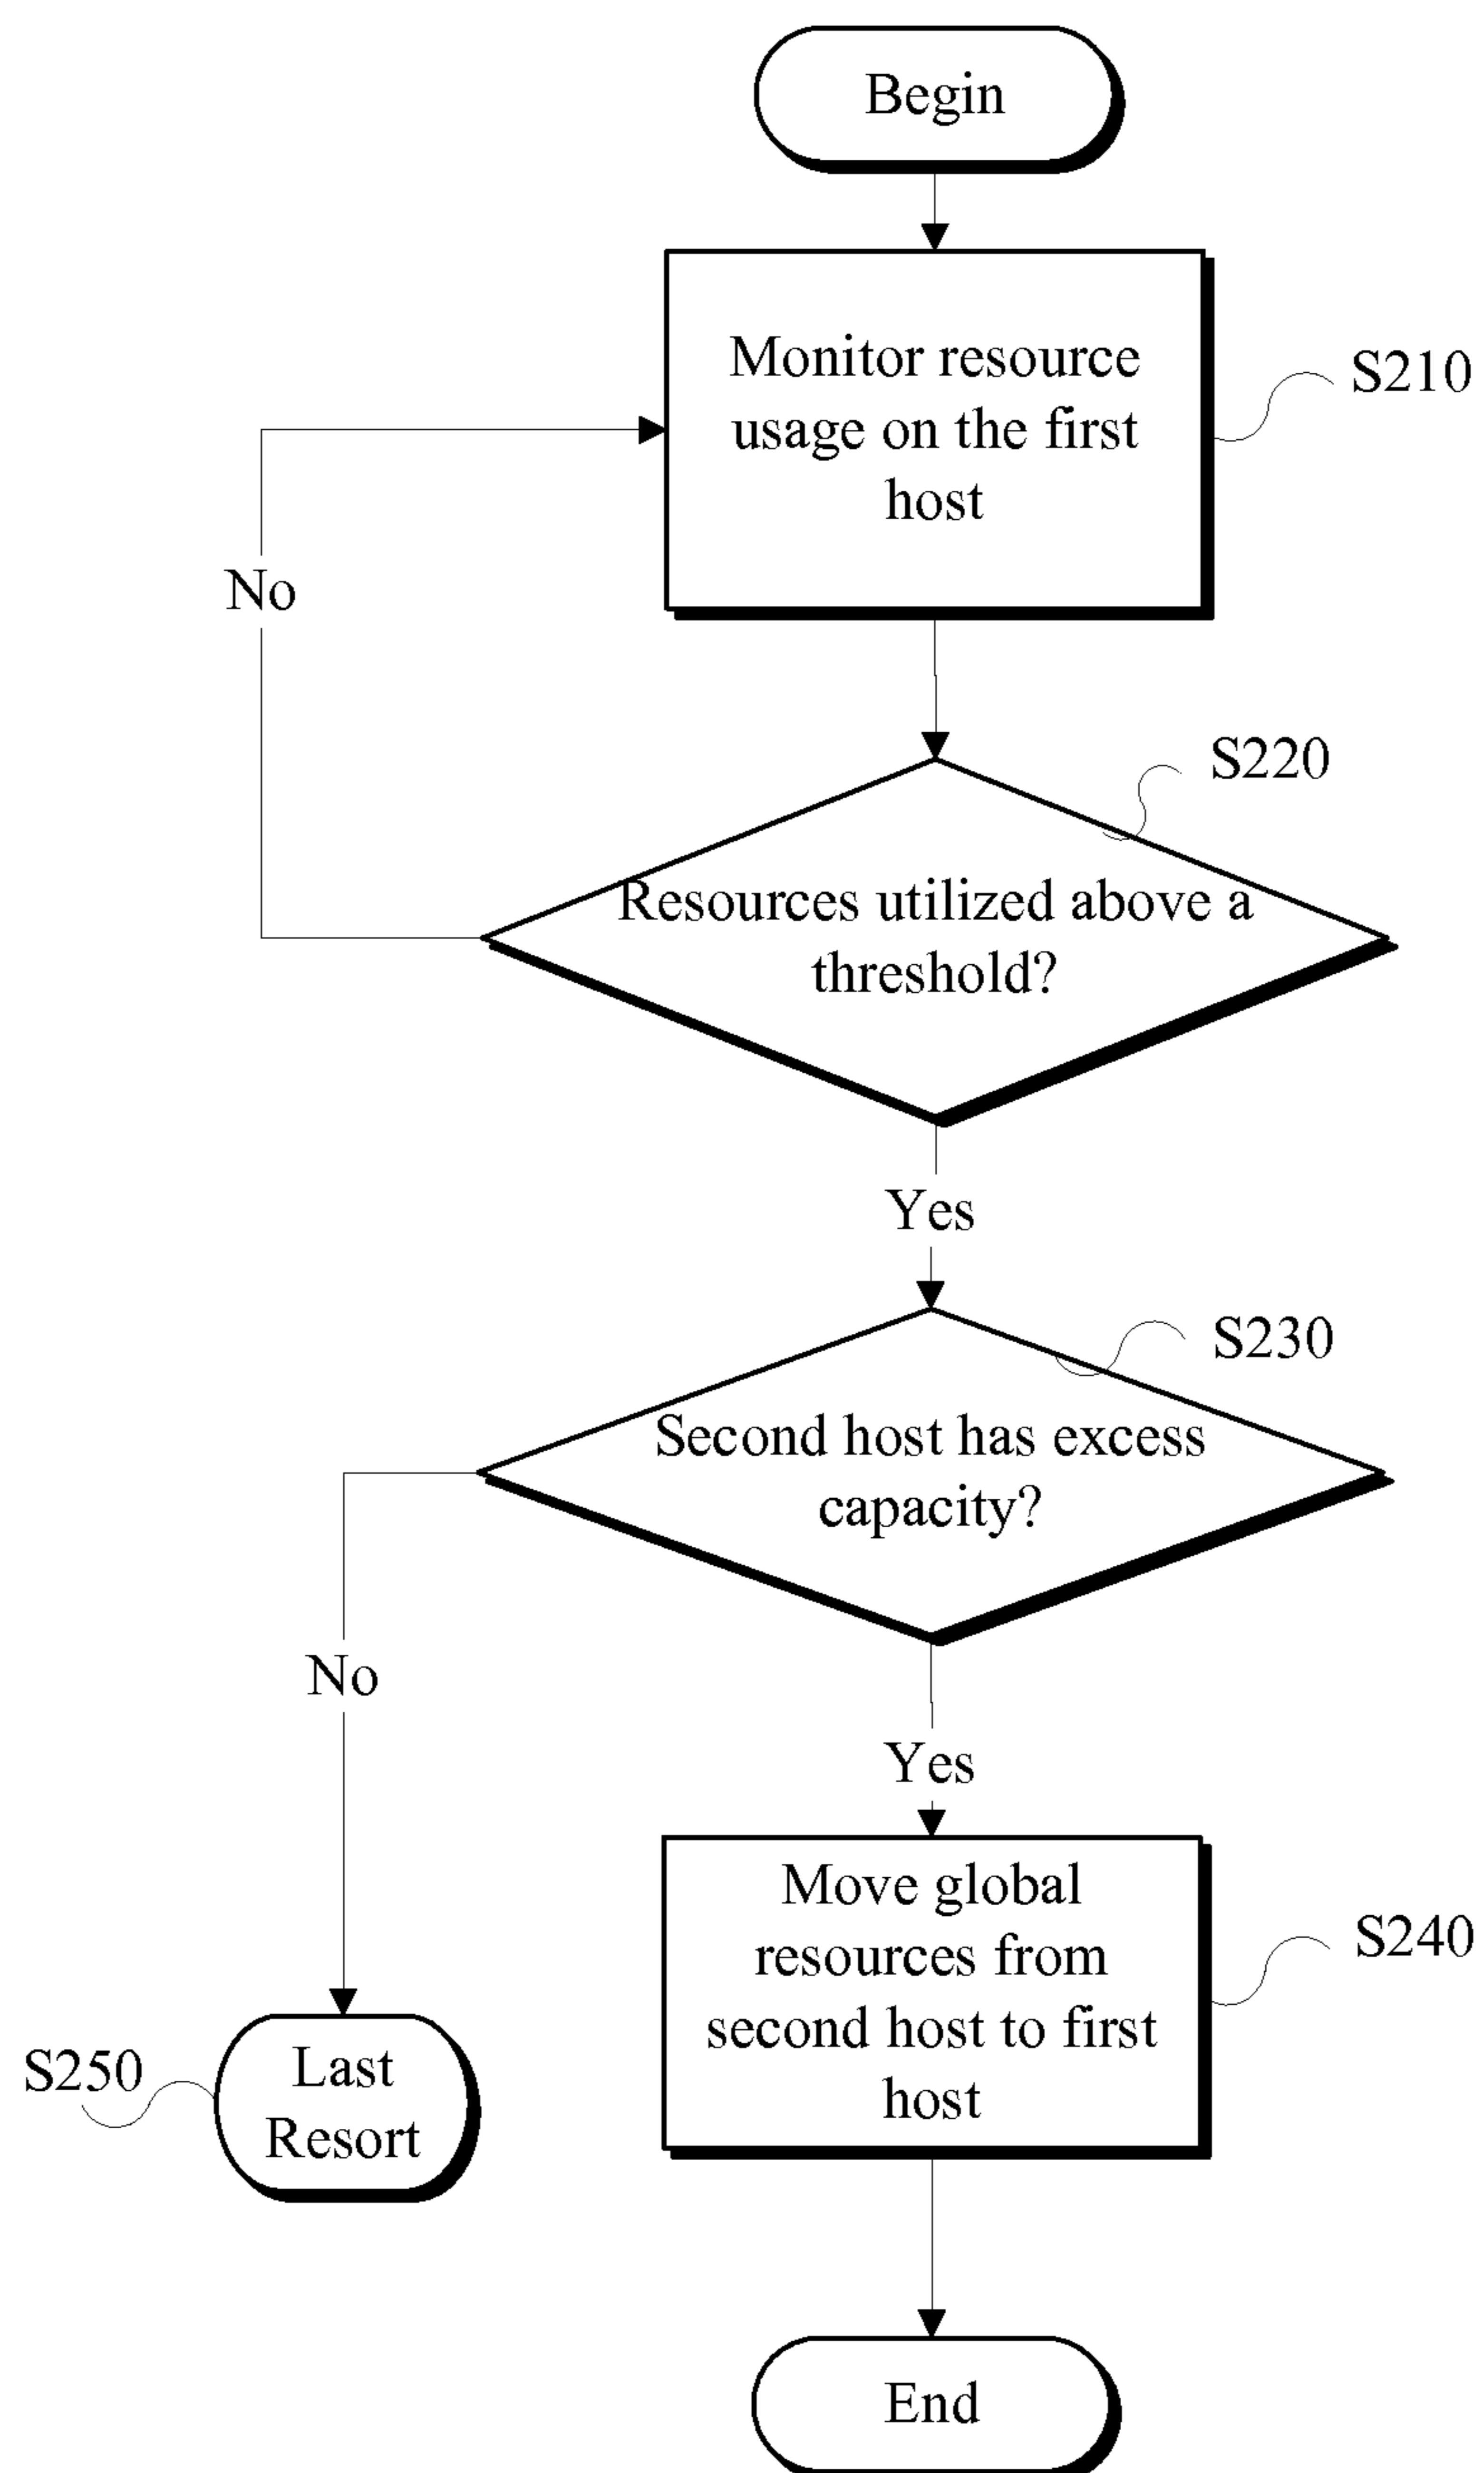 Begin
Monitor resource
usage on the first
host
S210
No
S220
Resources utilized above a
threshold?
Yes
S230
Second host has excess
capacity?
No
Yes
Move global
resources from
second host to first
host
S240
S250
Last
Resort
End